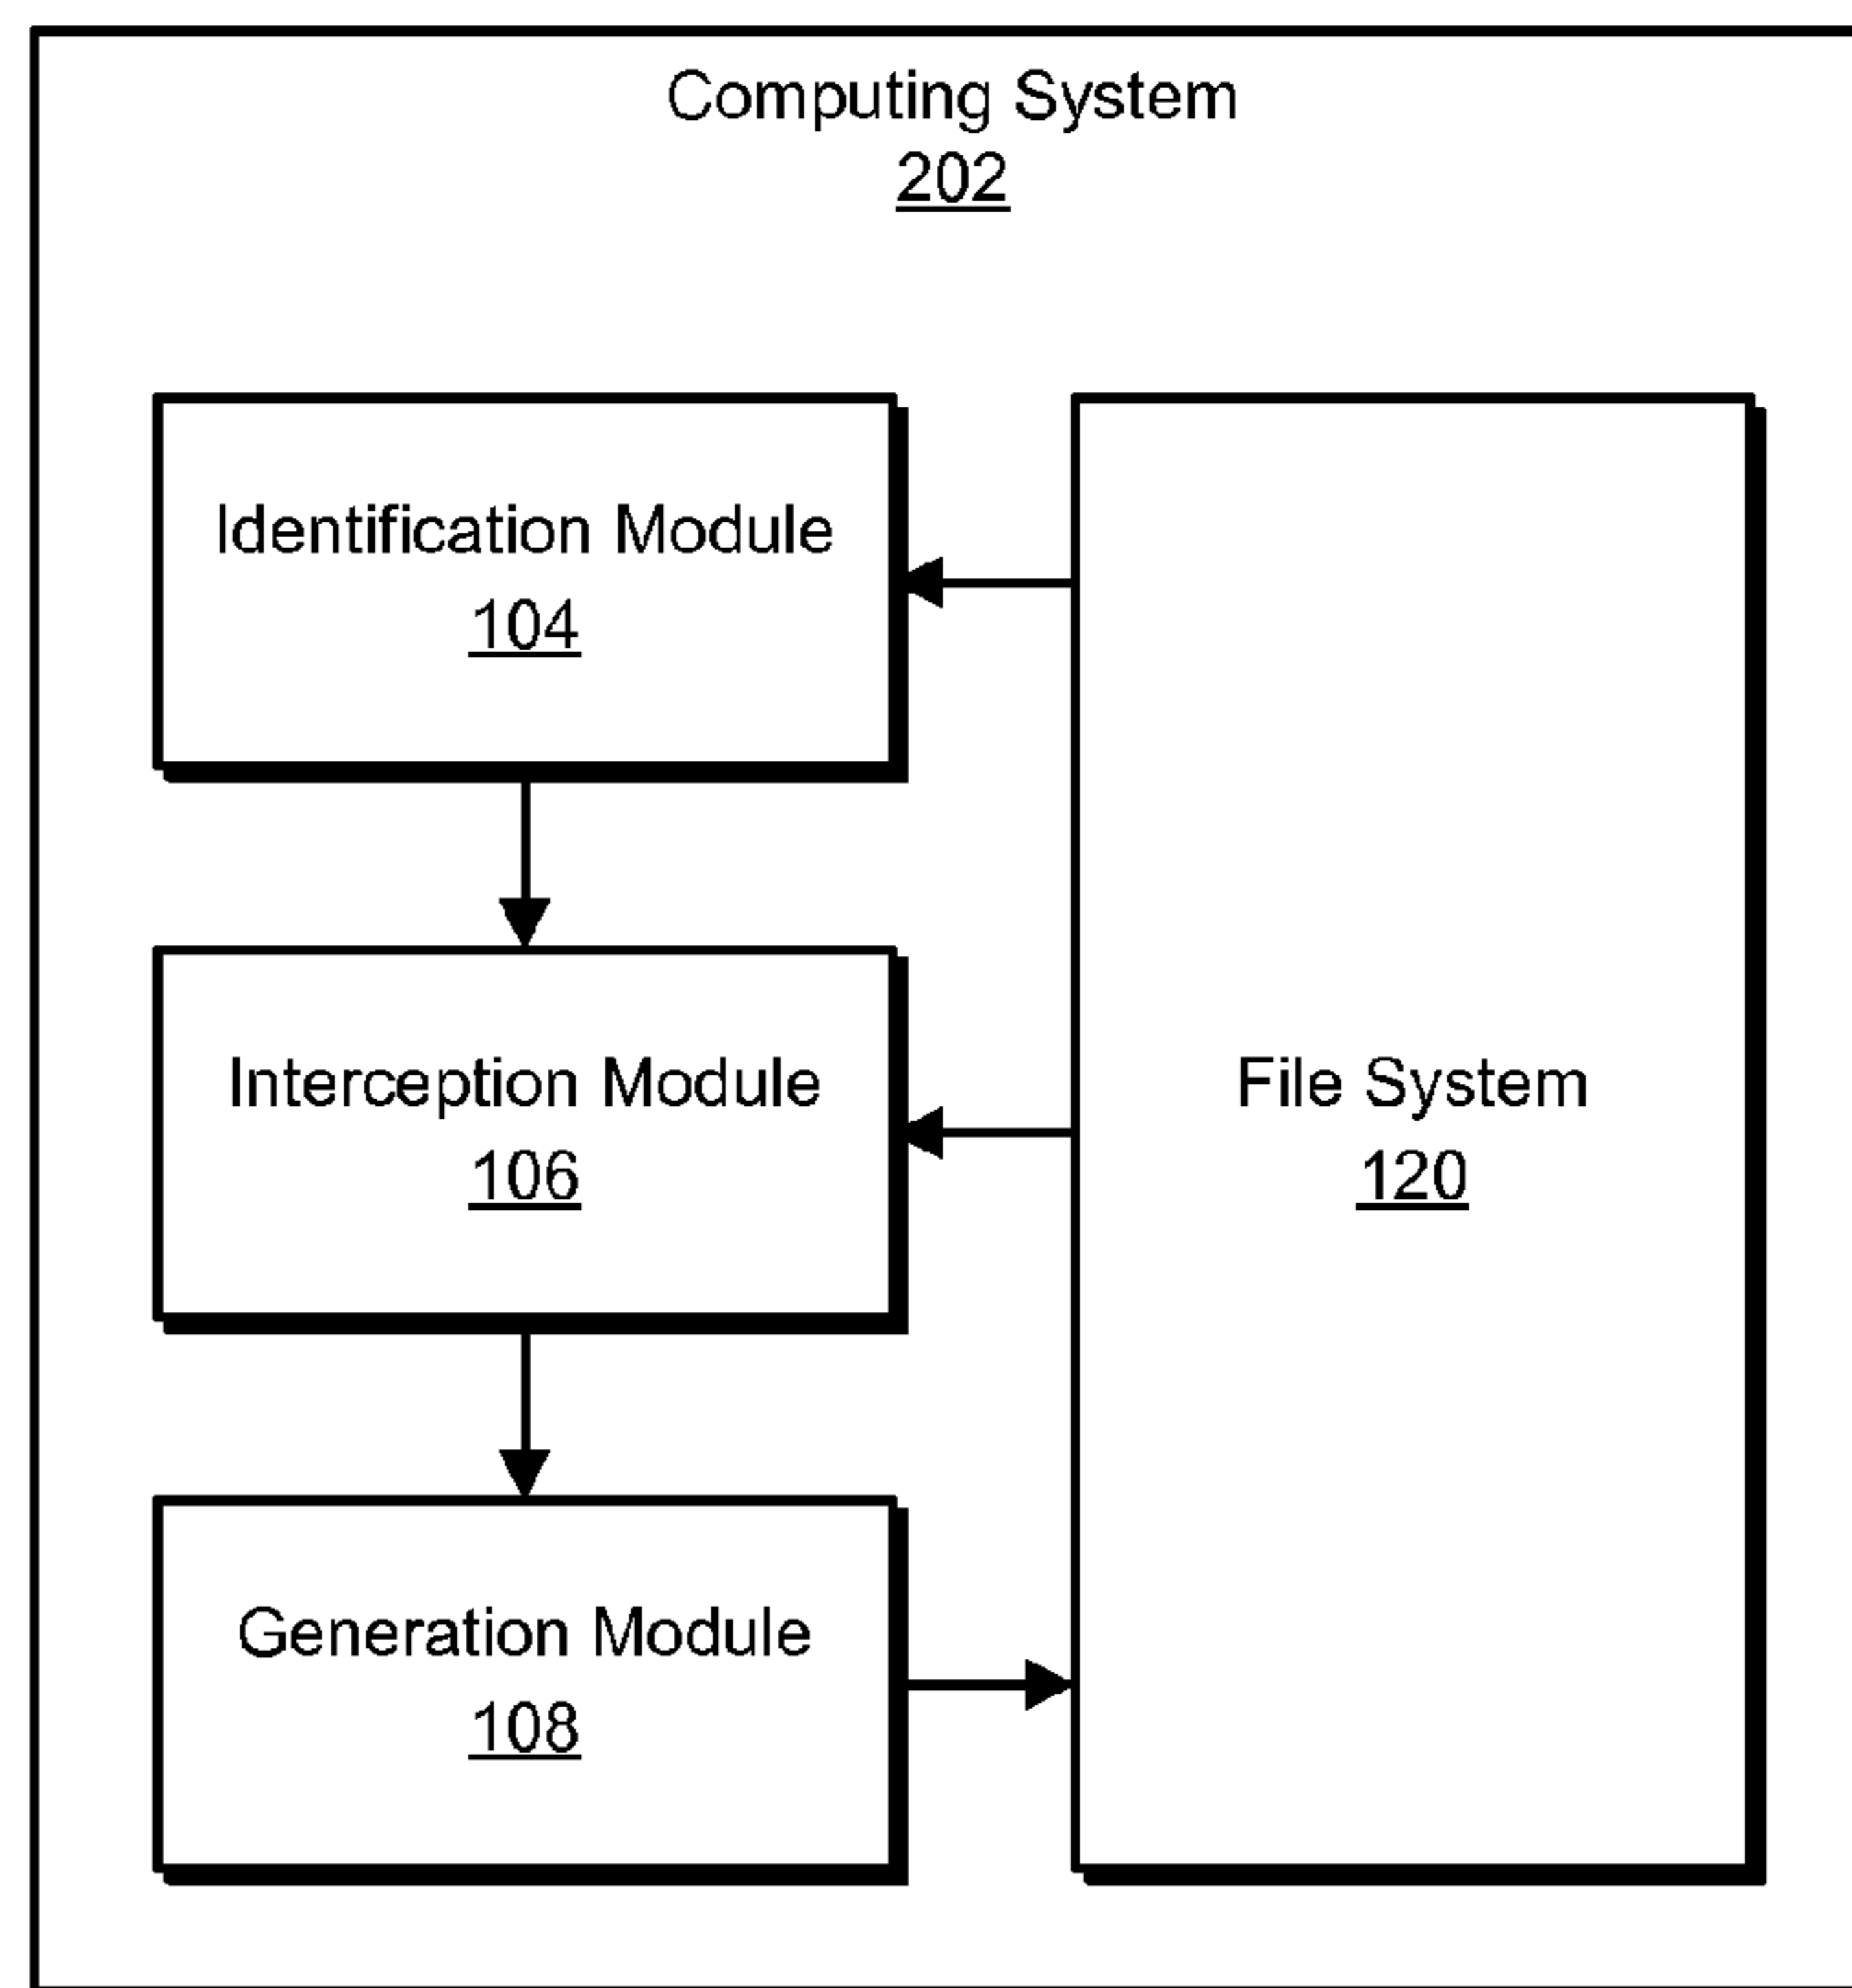 Computing System
202
Identification Module
104
Interception Module
106
Generation Module
108
File System
120